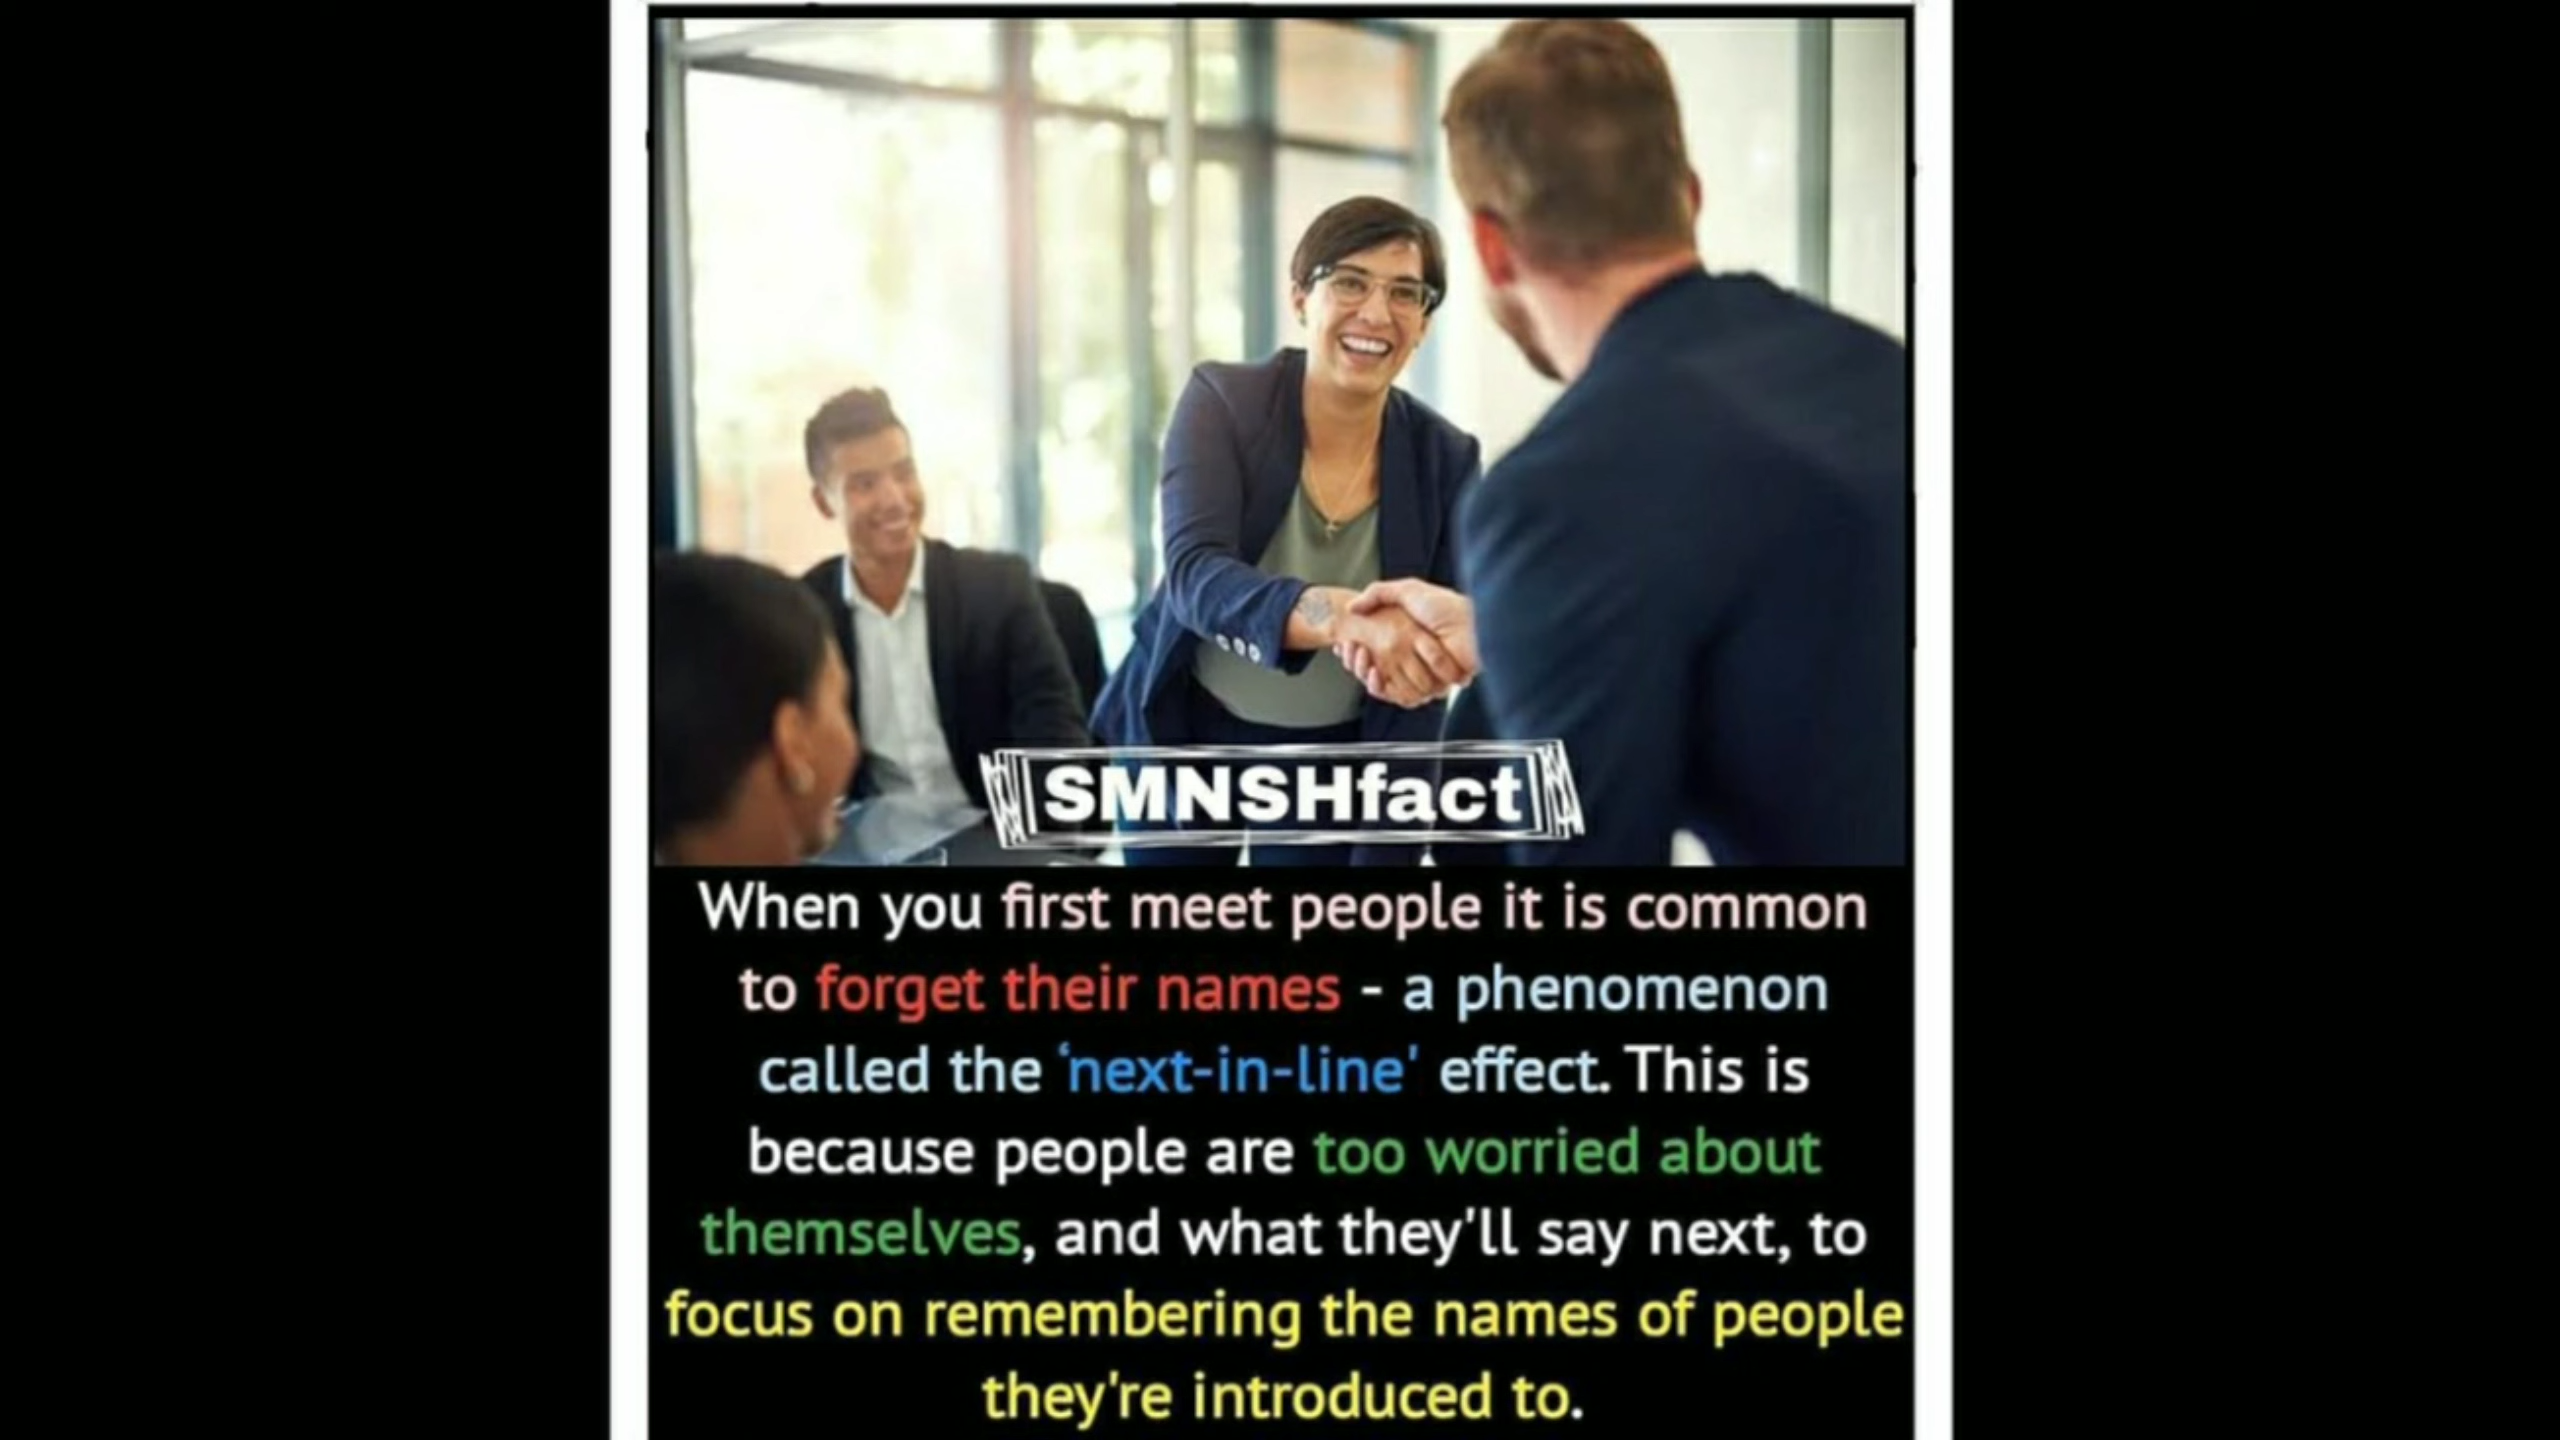 SMNSHfact
When you first meet people it is common
to forget their names - a phenomenon
called the ‘next-in-line' effect. This is
because people are too worried about
themselves, and what they'll say next, to
focus on remembering the names of people
they're introduced to.